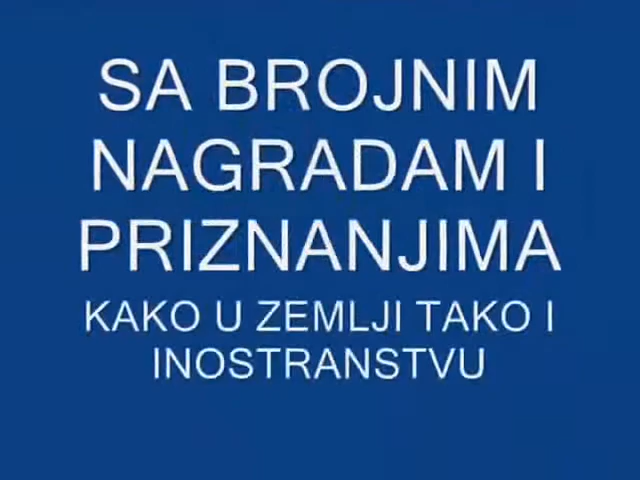 SA BROJNIM
NAGRADAM I
PRIZNANJIMA
KAKO U ZEMLJI TAKO I
INOSTRANSTVU